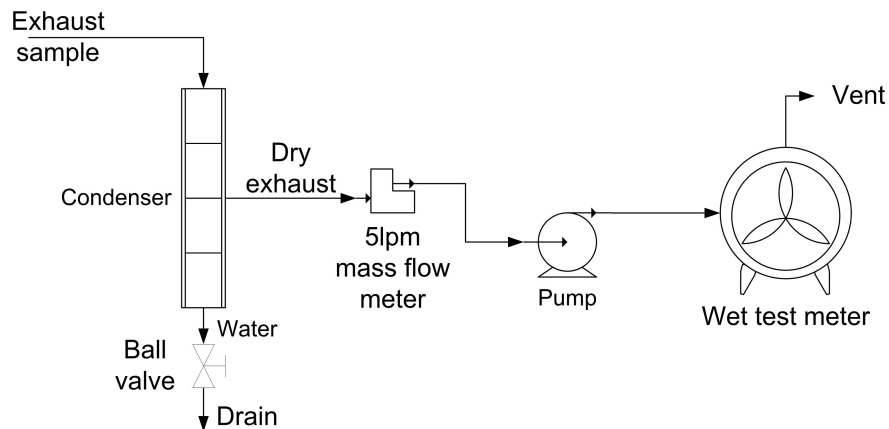 Exhaust
sample
Vent
Dry
exhaust
Condenser
5lpm
mass flow
meter
Pump
Wet test meter
Water
Ball
valve
Drain